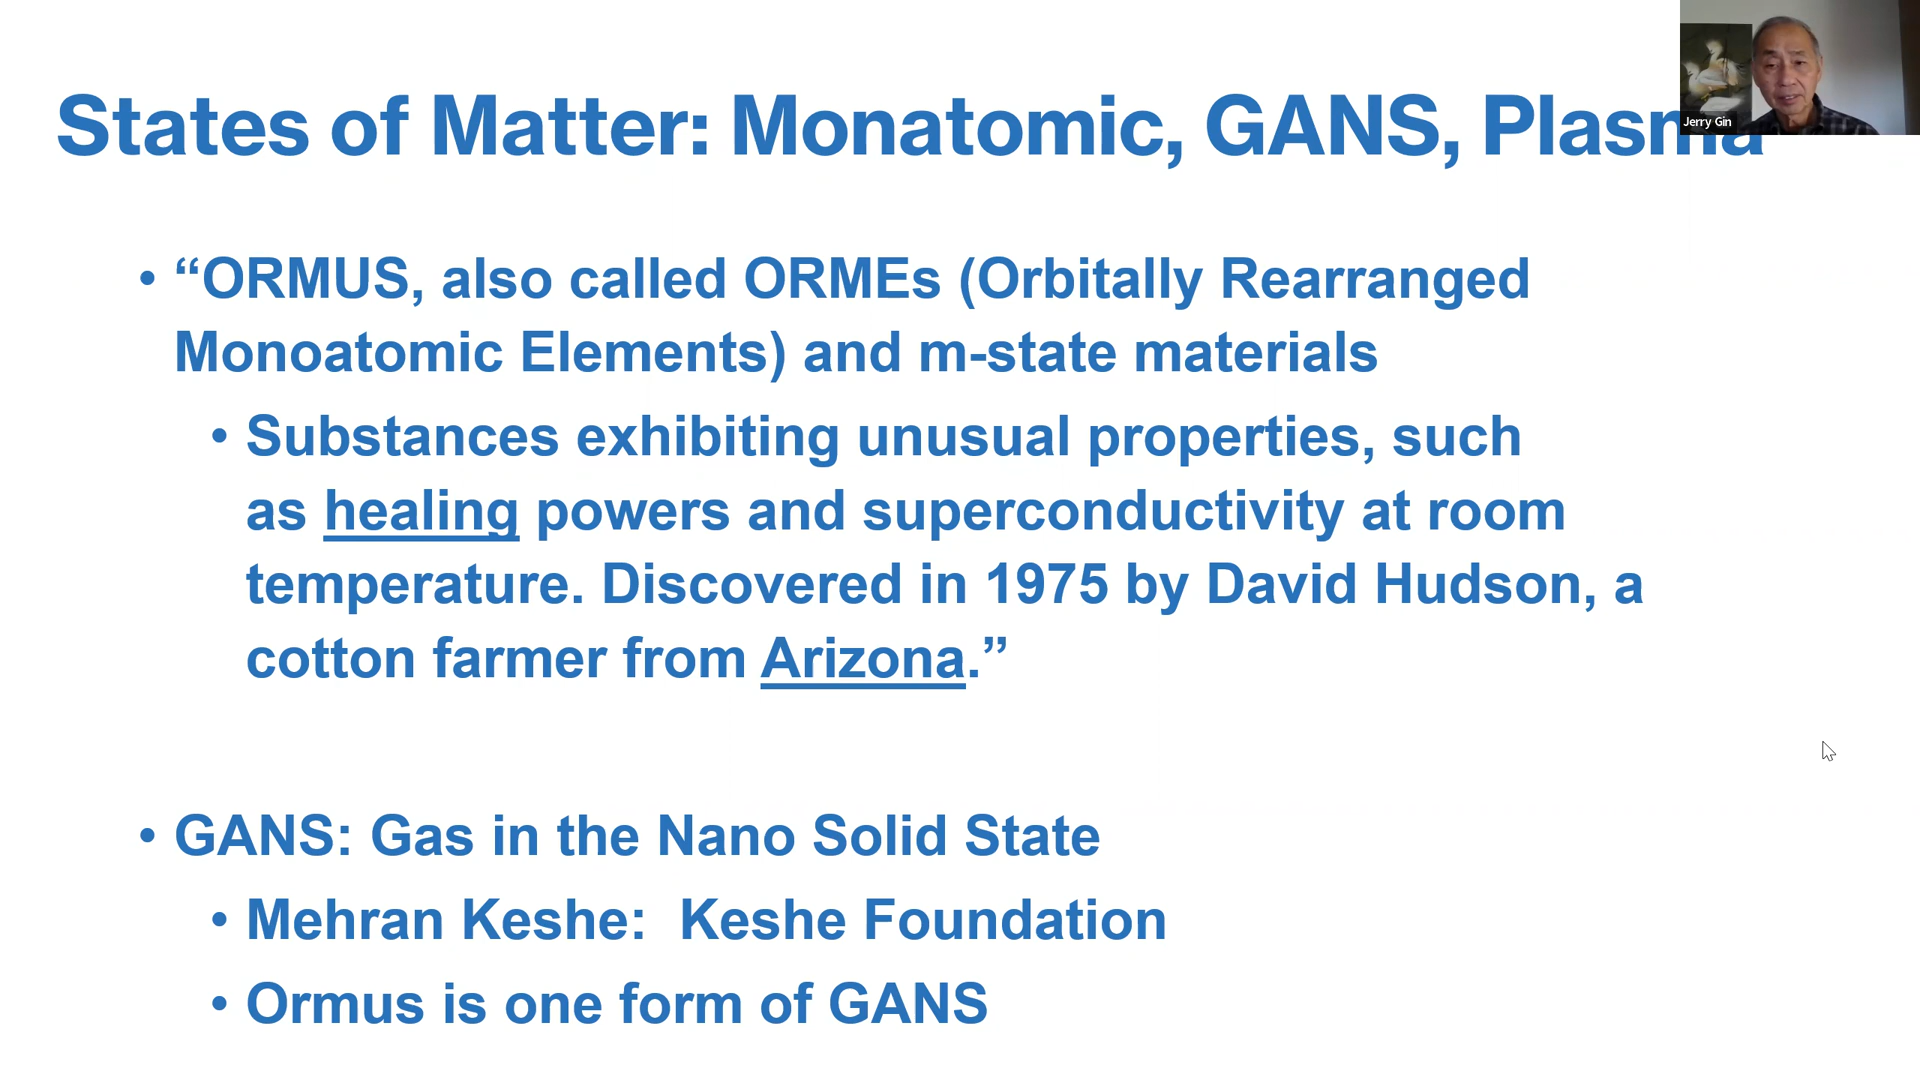 States of Matter: Monatomic, GANS, Plasma
Jerry Gin
• “ORMUS, also called ORMEs (Orbitally Rearranged
Monoatomic Elements) and m-state materials
• Substances exhibiting unusual properties, such
as healing powers and superconductivity at room
temperature. Discovered in 1975 by David Hudson, a
cotton farmer from Arizona.”
• GANS: Gas in the Nano Solid State
• Mehran Keshe:  Keshe Foundation
• Ormus is one form of GANS